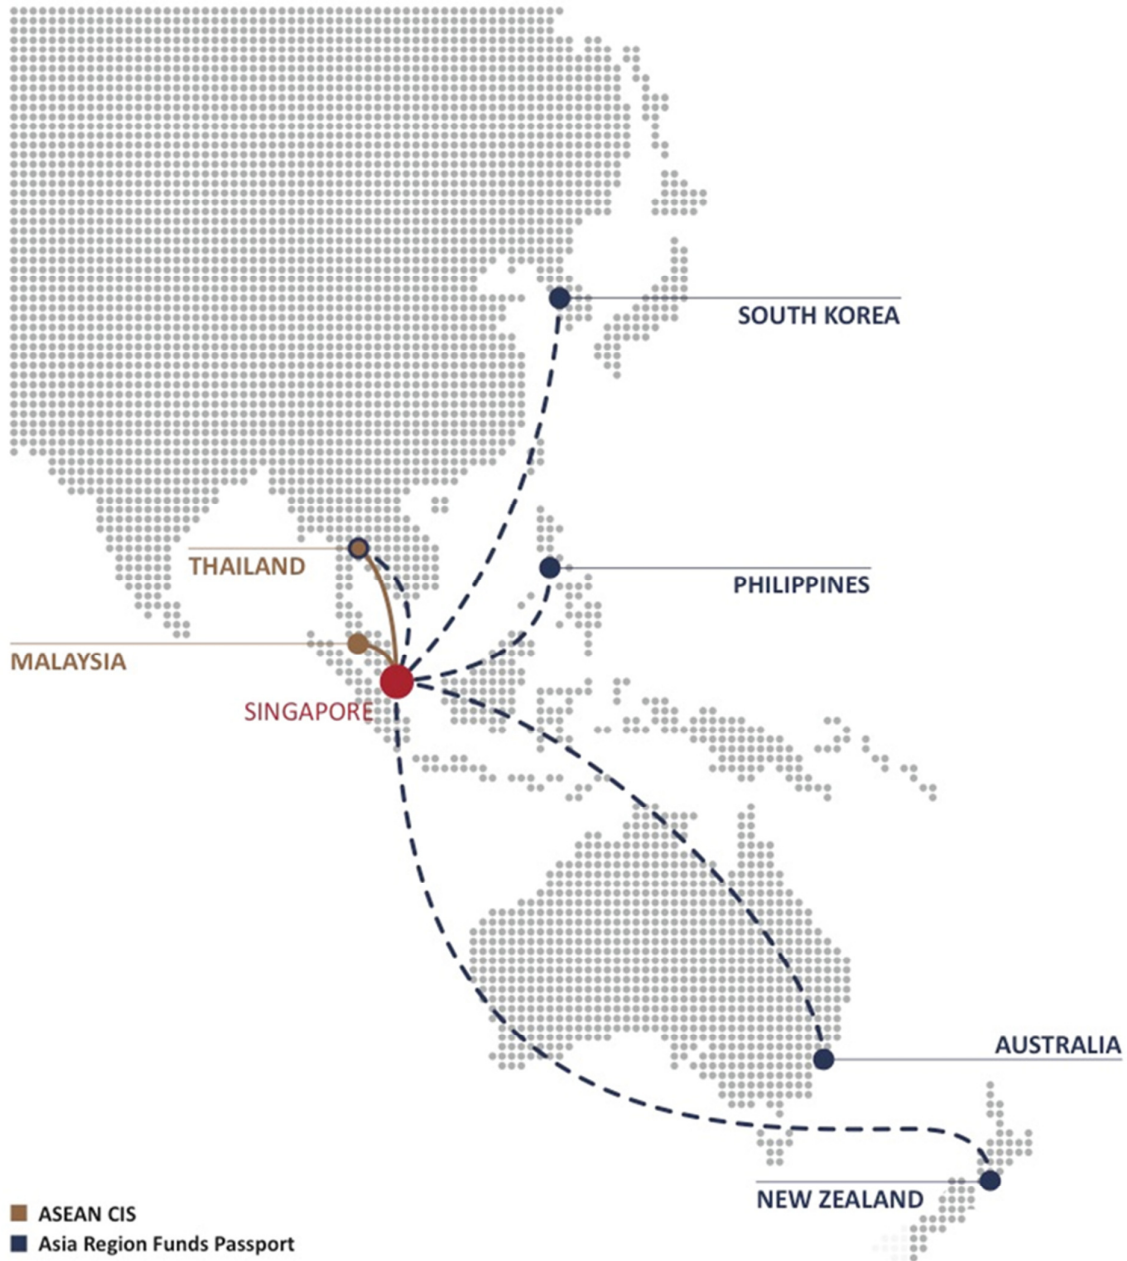 SOUTH KOREA
THAILAND
PHILIPPINES
MALAYSIA
SINGAPORE
AUSTRALIA
NEW ZEALAND
ASEAN CIS
Asia Region Funds Passport